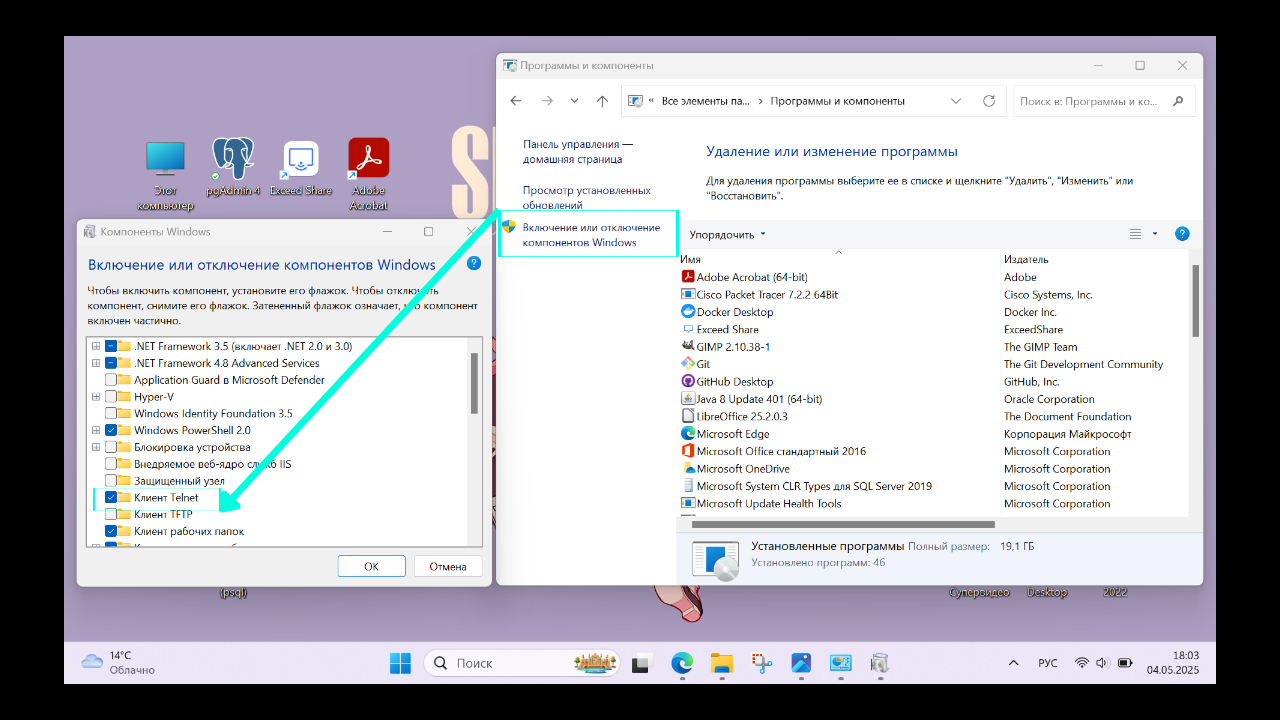 Программы и компоненты
« Все элементы па... › Программы и компоненты
Поиск в: Программы и ко...
Панель управления —
домашняя страница
Просмотр установленных
обновлений
Включение или отключение
компонентов Windows
Удаление или изменение программы
Для удаления программы выберите ее в списке и щелкните "Удалить", "Изменить" или
"Восстановить".
Упорядочить
Имя
Издатель
Adobe Acrobat (64-bit)
Adobe
Cisco Packet Tracer 7.2.2 64Bit
Cisco Systems, Inc.
Docker Desktop
Docker Inc.
Exceed Share
ExceedShare
GIMP 2.10.38-1
The GIMP Team
Git
The Git Development Community
GitHub Desktop
GitHub, Inc.
Java 8 Update 401 (64-bit)
Oracle Corporation
LibreOffice 25.2.0.3
The Document Foundation
Microsoft Edge
Корпорация Майкрософт
Microsoft Office стандартный 2016
Microsoft Corporation
Microsoft OneDrive
Microsoft Corporation
Microsoft System CLR Types для SQL Server 2019
Microsoft Corporation
Microsoft Update Health Tools
Microsoft Corporation
Установленные программы Полный размер: 19,1 ГБ
Установлено программ: 46
Этот
компьютер
pgAdmin 4
Exceed Share
Adobe
Acrobat
Компоненты Windows
Включение или отключение компонентов Windows
Чтобы включить компонент, установите его флажок. Чтобы отключить
компонент, снимите его флажок. Затененный флажок означает, что компонент
включен частично.
.NET Framework 3.5 (включает .NET 2.0 и 3.0)
.NET Framework 4.8 Advanced Services
Application Guard в Microsoft Defender
Hyper-V
Windows Identity Foundation 3.5
Windows PowerShell 2.0
Блокировка устройства
Внедряемое веб-ядро служб IIS
Защищенный узел
Клиент Telnet
Клиент TFTP
Клиент рабочих папок
ОК
Отмена
(psql)
Супервидео
Desktop
2022
14°C
Облачно
Поиск
РУС
18:03
04.05.2025